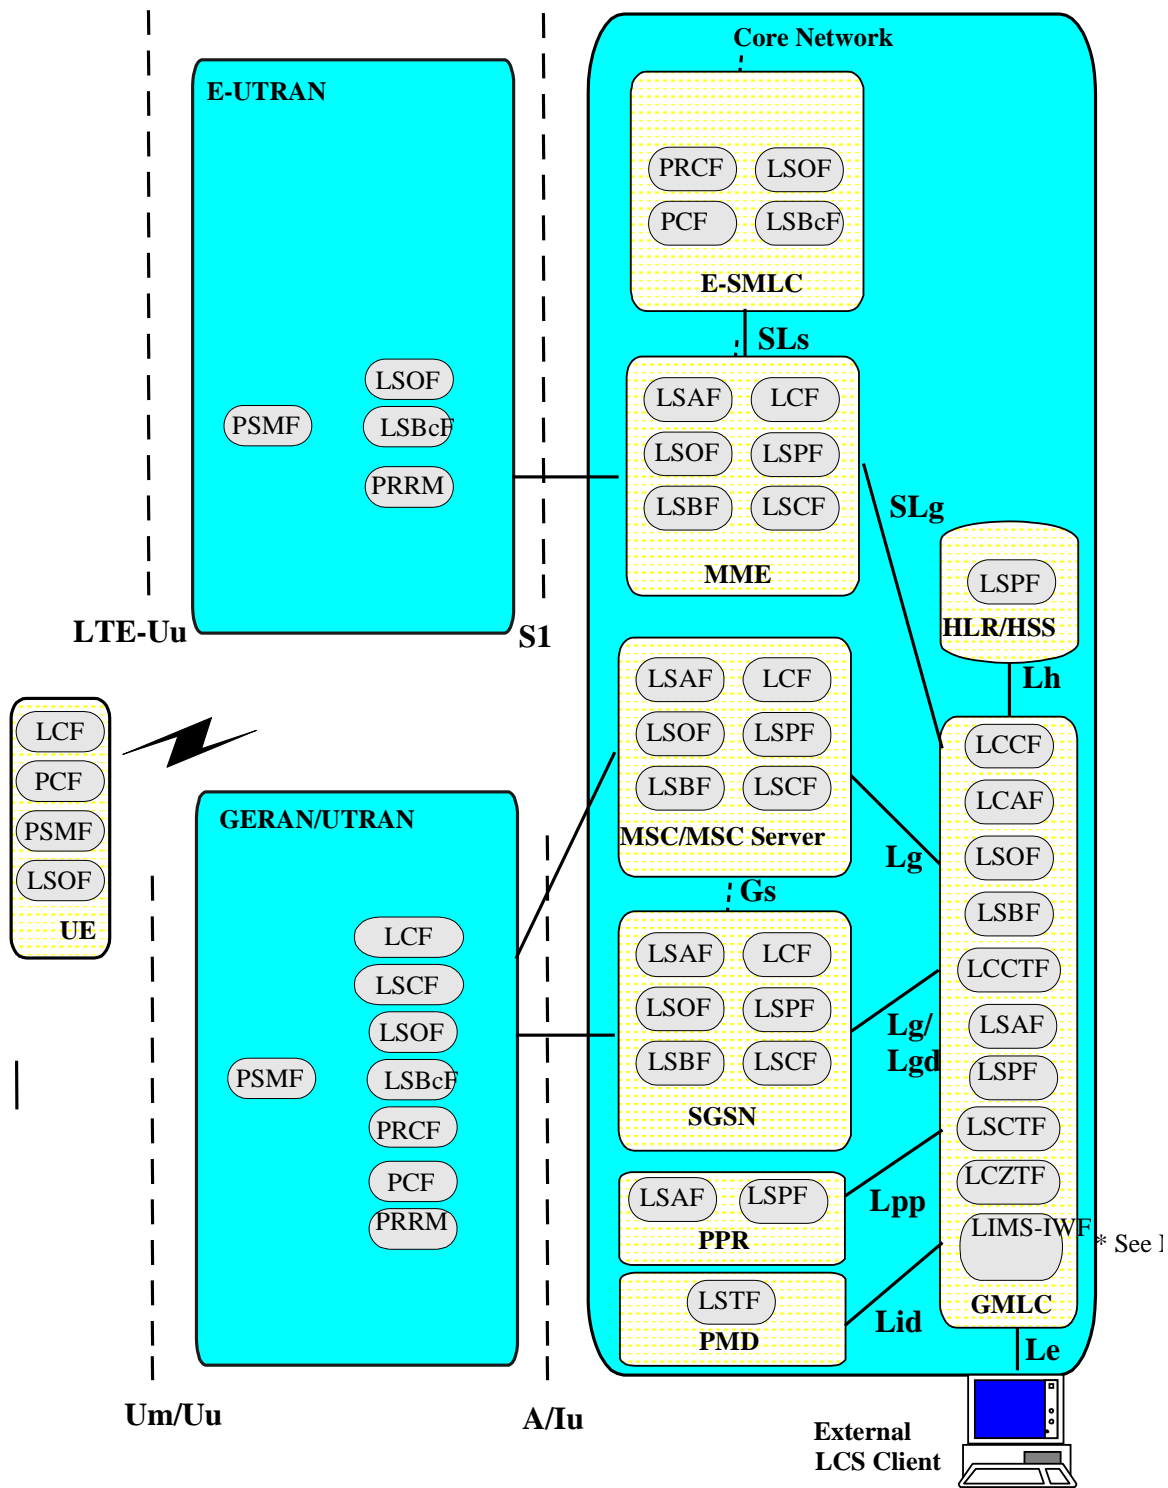 Core Network
E-UTRAN
PRCF
LSOF
PCF
LSBcF
E-SMLC
SLs
LSOF
PSMF
LSBcF
PRRM
LSAF
LCF
LSOF
LSPF
LSBF
LSCF
MME
SLg
LSPF
HLR/HSS
Lh
LTE-Uu
S1
LCF
PCF
PSMF
LSOF
UE
GERAN/UTRAN
LCF
LSCF
LSOF
PSMF
LSBcF
PRCF
PCF
PRRM
LSAF
LCF
LSOF
LSPF
LSBF
LSCF
MSC/MSC Server
Lg
Gs
LSAF
LCF
LSOF
LSPF
LSBF
LSCF
SGSN
Lg/
Lgd
LSAF
LSPF
PPR
Lpp
LSTF
PMD
Lid
LCCF
LCAF
LSOF
LSBF
LCCTF
LSAF
LSPF
LSCTF
LCZTF
LIMS-IWF
* See
GMLC
Le
Um/Uu
A/Iu
External
LCS Client